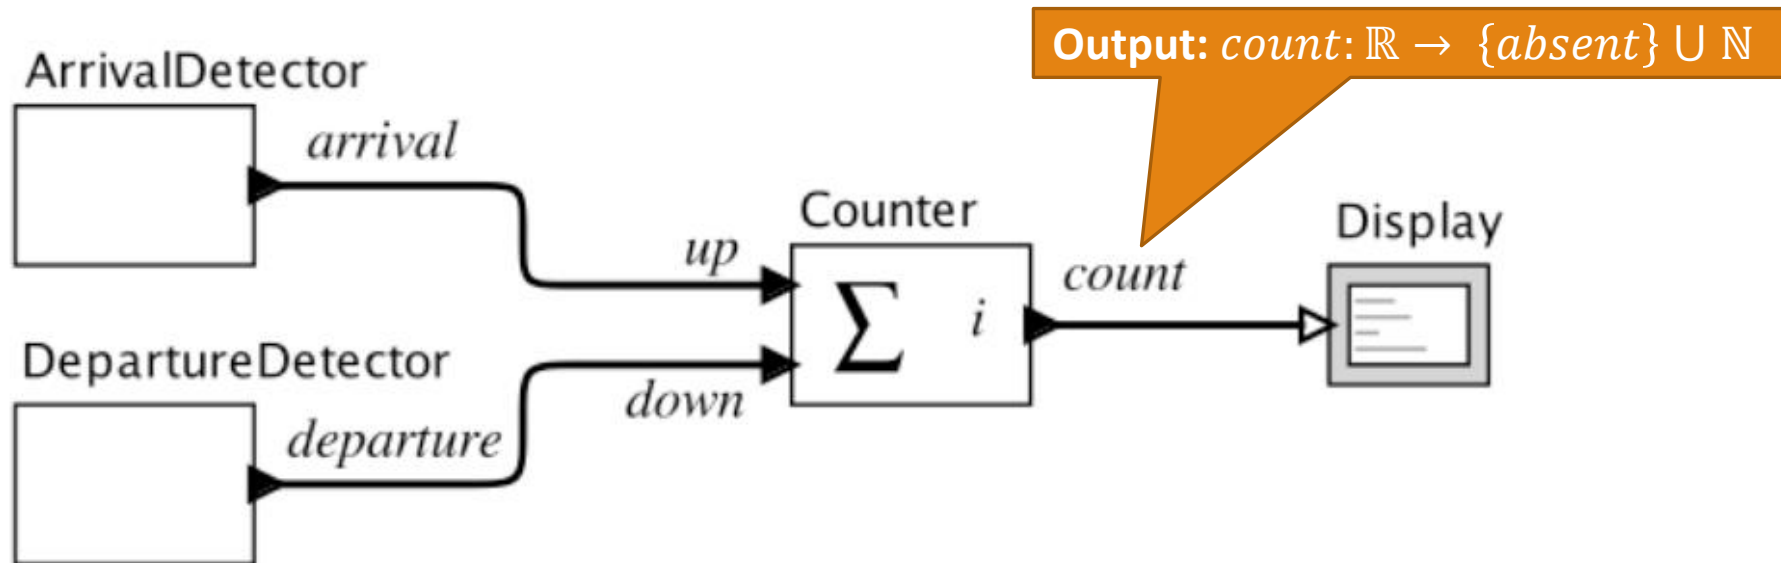 Output: count: ℝ → {absent} ∪ ℕ
ArrivalDetector
arrival
Counter
Display
up
count
Σ i
DepartureDetector
down
departure